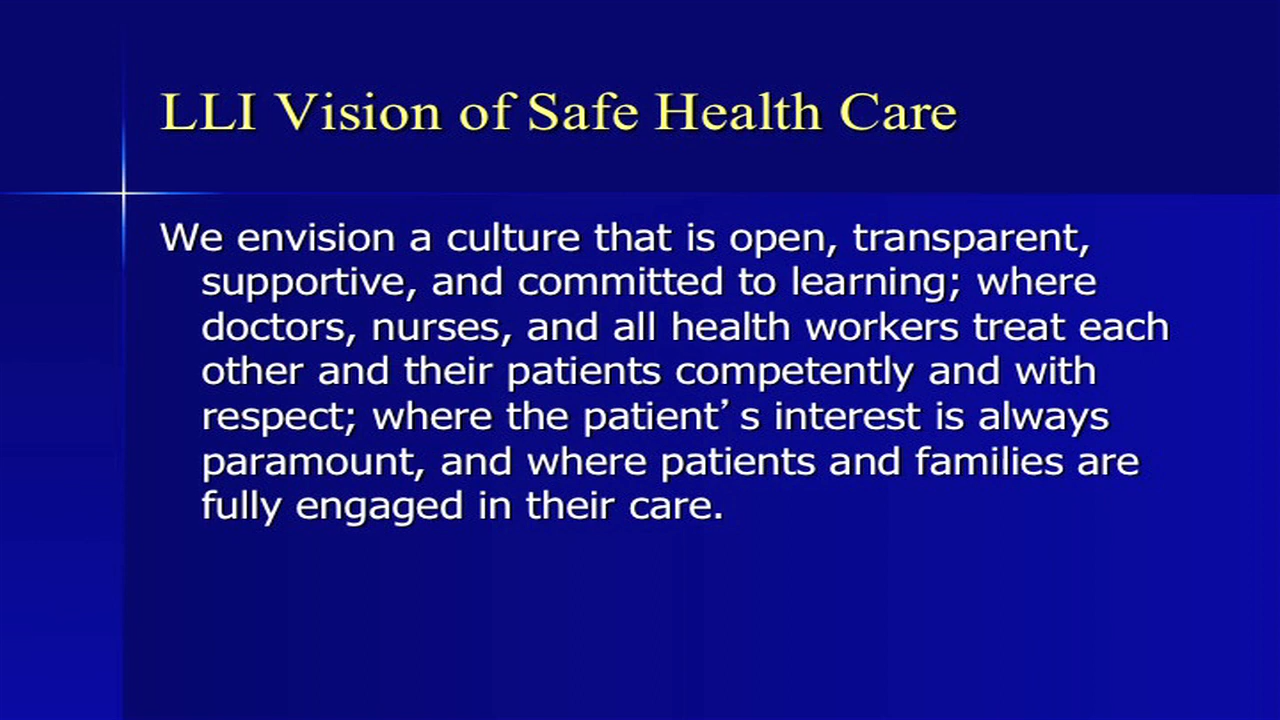 LLI Vision of Safe Health Care
We envision a culture that is open, transparent,
supportive, and committed to learning; where
doctors, nurses, and all health workers treat each
other and their patients competently and with
respect; where the patient’s interest is always
paramount, and where patients and families are
fully engaged in their care.